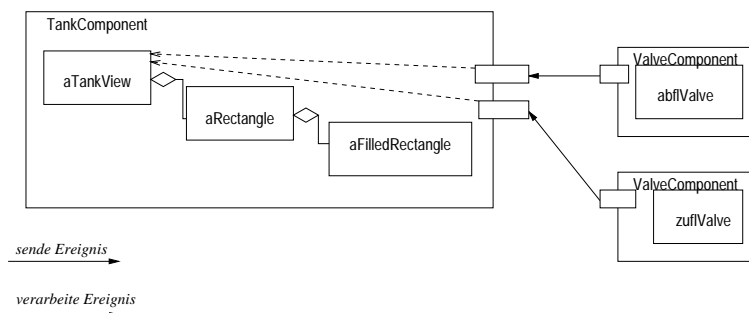 TankComponent
aTankView
aRectangle
aFilledRectangle
ValveComponent
abflValve
ValveComponent
zuflValve
sende Ereignis
verarbeite Ereignis